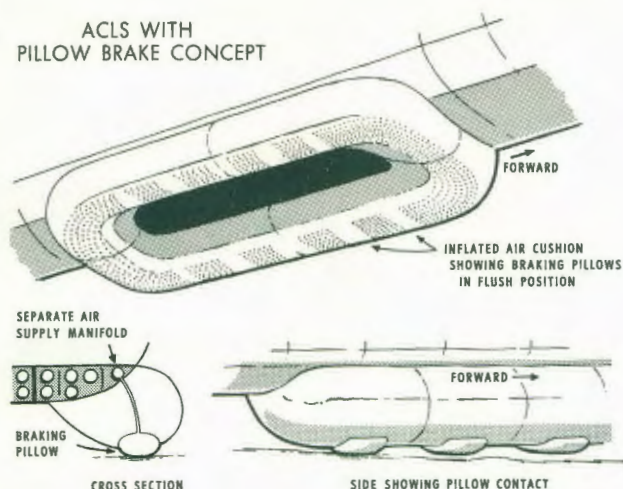 ACLS WITH
PILLOW BRAKE CONCEPT
FORWARD
INFLATED AIR CUSHION
SHOWING BRAKING PILLOWS
IN FLUSH POSITION
SEPARATE AIR
SUPPLY MANIFOLD
FORWARD
BRAKING
PILLOW
CROSS SECTION
SIDE SHOWING PILLOW CONTACT